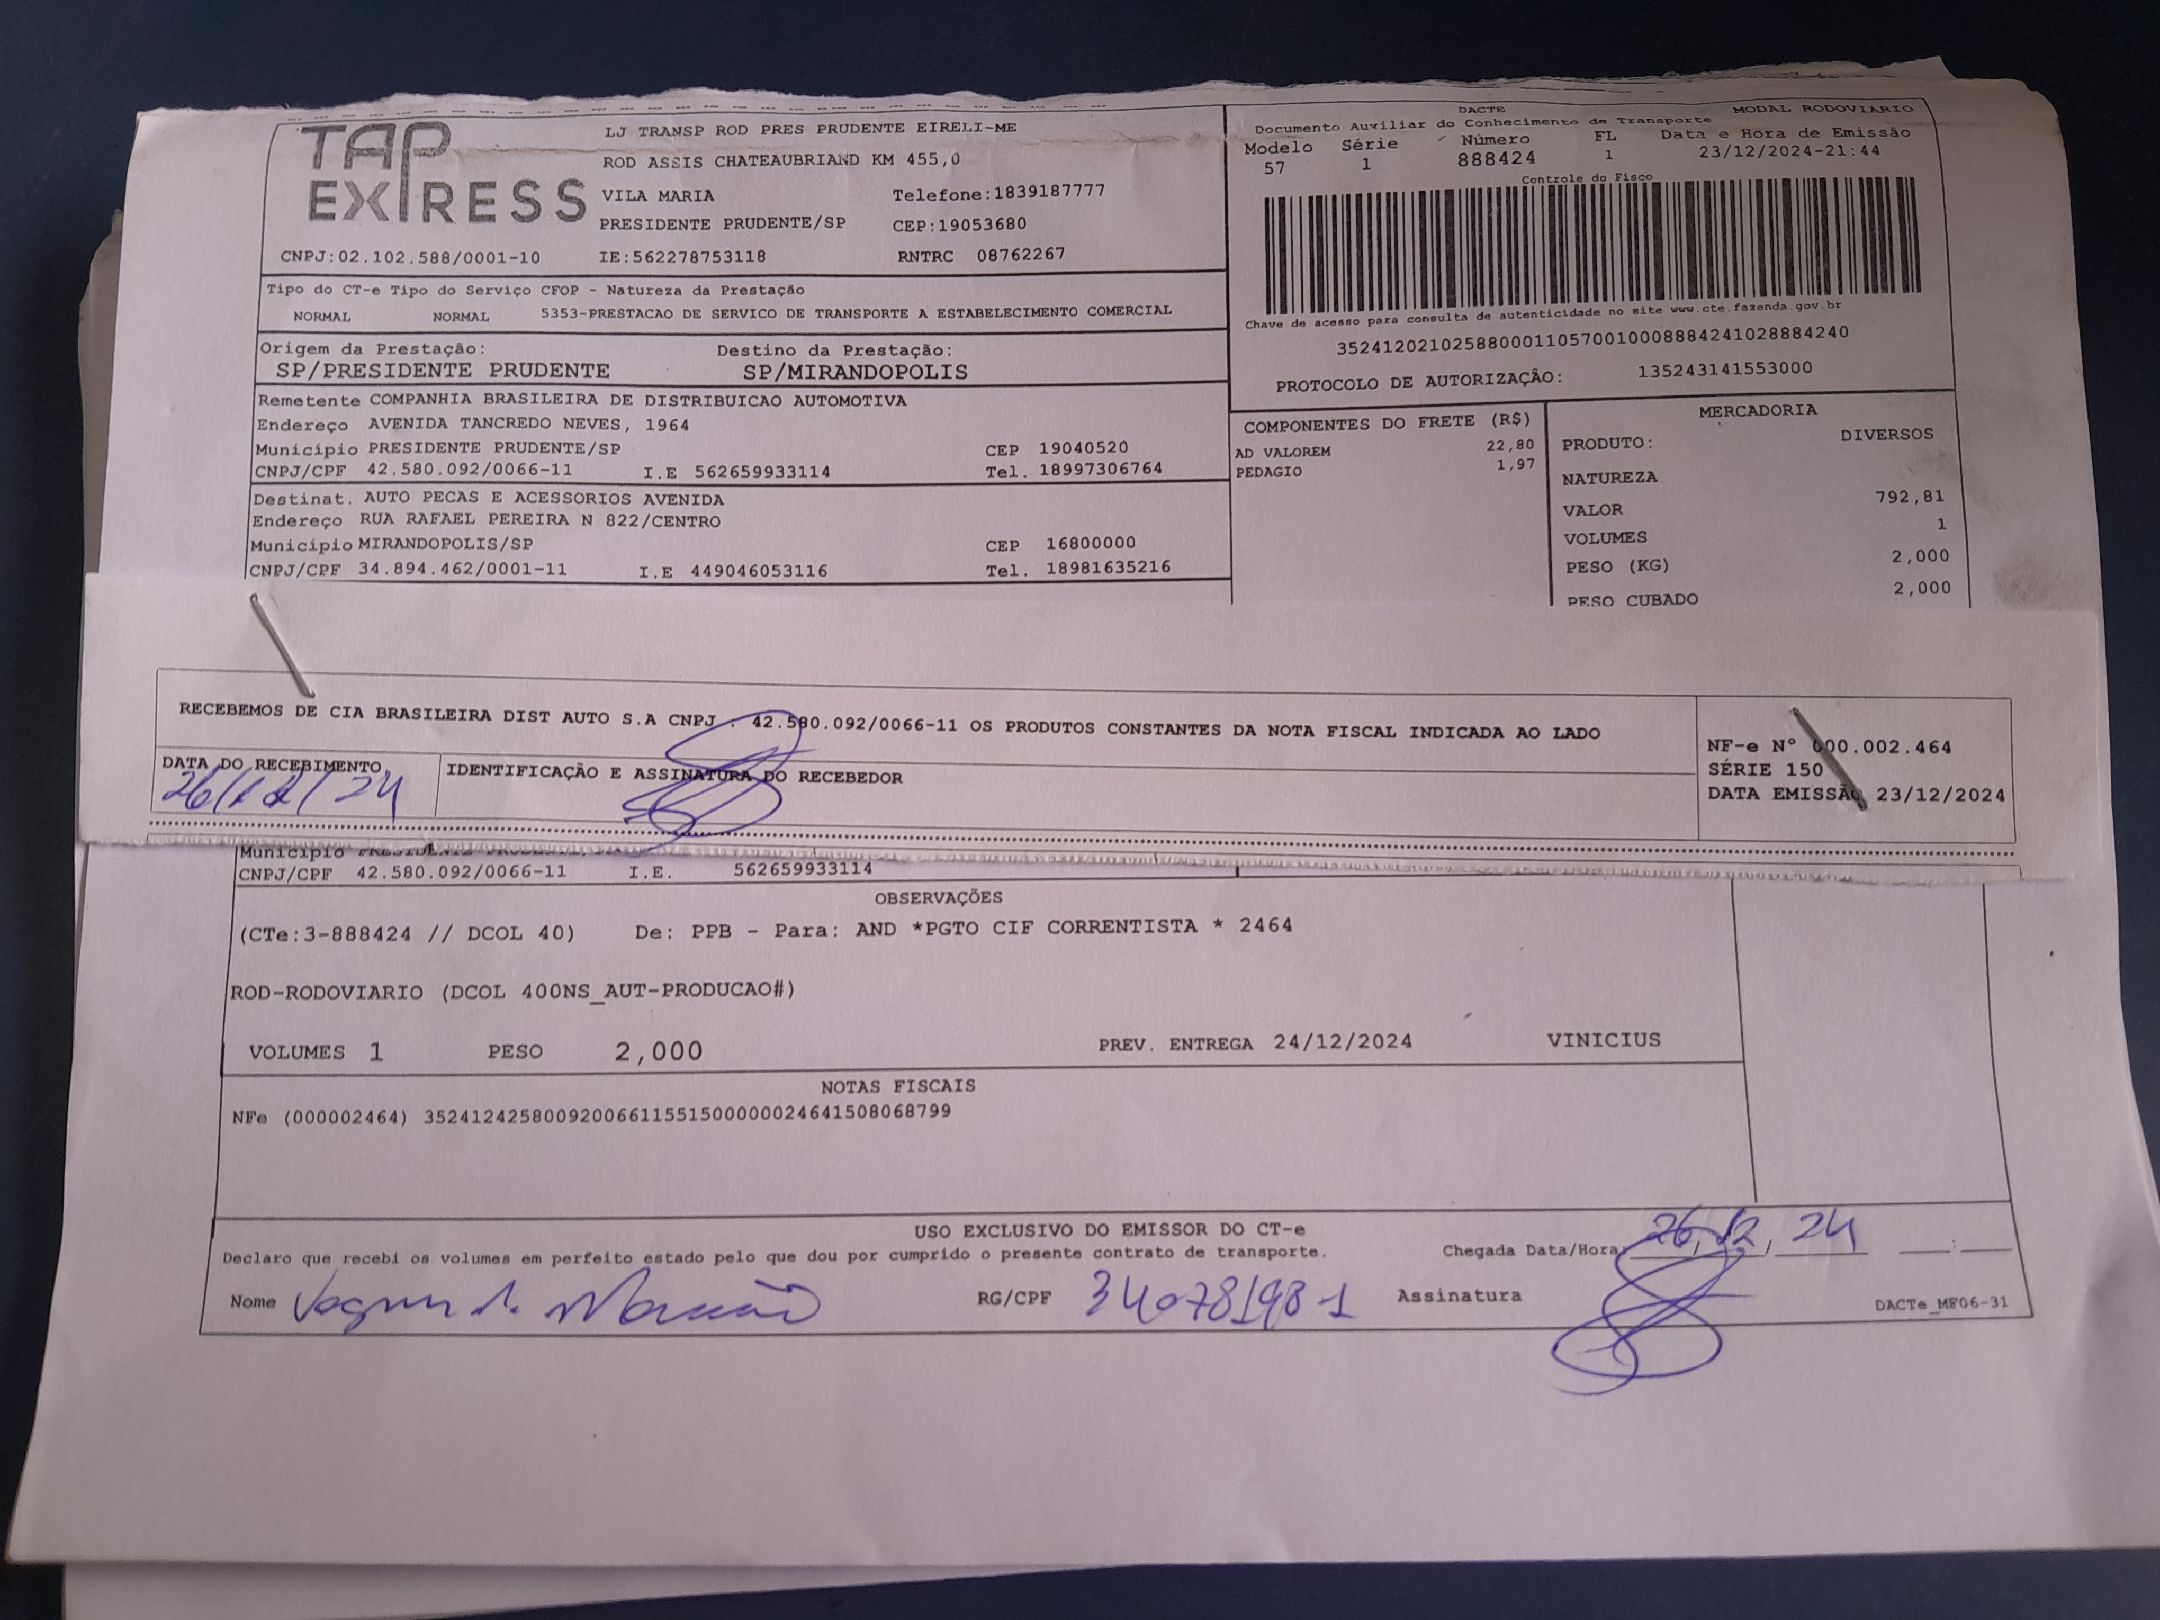 TAP EXPRESS
LJ TRANSP ROD PRES PRUDENTE EIRELI-ME
ROD ASSIS CHATEAUBRIAND KM 455,0
VILA MARIA Telefone:1839187777
PRESIDENTE PRUDENTE/SP CEP:19053680
CNPJ:02.102.588/0001-10 IE:562278753118 RNTRC 08762267
Tipo do CT-e Tipo do Serviço CFOP - Natureza da Prestação
NORMAL NORMAL 5353-PRESTACAO DE SERVICO DE TRANSPORTE A ESTABELECIMENTO COMERCIAL
Origem da Prestação: Destino da Prestação:
SP/PRESIDENTE PRUDENTE SP/MIRANDOPOLIS
Remetente COMPANHIA BRASILEIRA DE DISTRIBUICAO AUTOMOTIVA
Endereço AVENIDA TANCREDO NEVES, 1964
Município PRESIDENTE PRUDENTE/SP CEP 19040520
CNPJ/CPF 42.580.092/0066-11 I.E 562659933114 Tel. 18997306764
Destinat. AUTO PECAS E ACESSORIOS AVENIDA
Endereço RUA RAFAEL PEREIRA N 822/CENTRO
Município MIRANDOPOLIS/SP CEP 16800000
CNPJ/CPF 34.894.462/0001-11 I.E 449046053116 Tel. 18981635216
DACTE MODAL RODOVIARIO
Documento Auxiliar do Conhecimento de Transporte
Modelo Série Número FL Data e Hora de Emissão
57 1 888424 1 23/12/2024-21:44
Controle do Fisco
Chave de acesso para consulta de autenticidade no site www.cte.fazenda.gov.br
35241202102588000110570010008884241028884240
PROTOCOLO DE AUTORIZAÇÃO: 135243141553000
COMPONENTES DO FRETE (R$)
AD VALOREM 22,80
PEDAGIO 1,97
MERCADORIA
PRODUTO: DIVERSOS
NATUREZA
VALOR 792,81
VOLUMES 1
PESO (KG) 2,000
PESO CUBADO 2,000
RECEBEMOS DE CIA BRASILEIRA DIST AUTO S.A CNPJ : 42.580.092/0066-11 OS PRODUTOS CONSTANTES DA NOTA FISCAL INDICADA AO LADO
DATA DO RECEBIMENTO IDENTIFICAÇÃO E ASSINATURA DO RECEBEDOR
26/12/24
NF-e Nº 000.002.464
SÉRIE 150
DATA EMISSÃO 23/12/2024
Município
CNPJ/CPF 42.580.092/0066-11 I.E. 562659933114
OBSERVAÇÕES
(CTe:3-888424 // DCOL 40) De: PPB - Para: AND *PGTO CIF CORRENTISTA * 2464
ROD-RODOVIARIO (DCOL 400NS_AUT-PRODUCAO#)
VOLUMES 1 PESO 2,000 PREV. ENTREGA 24/12/2024 VINICIUS
NOTAS FISCAIS
NFe (000002464) 35241242580092006611551500000024641508068799
USO EXCLUSIVO DO EMISSOR DO CT-e
Declaro que recebi os volumes em perfeito estado pelo que dou por cumprido o presente contrato de transporte. Chegada Data/Hora: 26/12/24
Nome RG/CPF 34078198-1 Assinatura DACTe_MF06-31